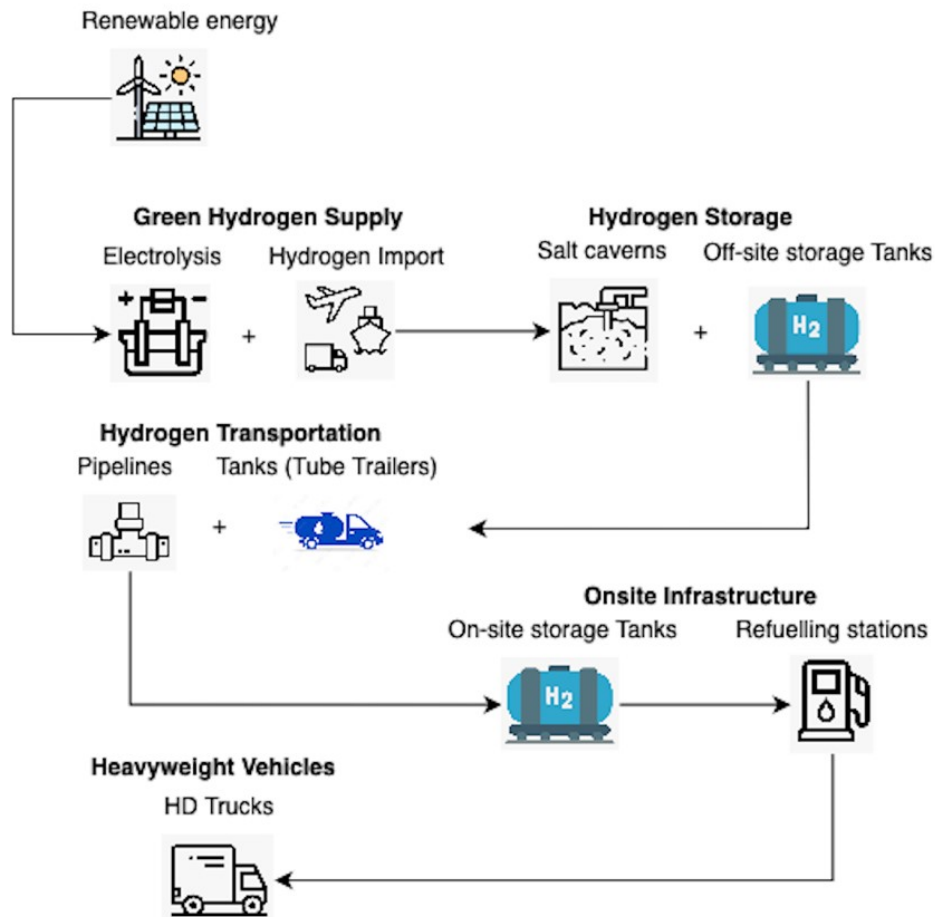 Renewable energy
Green Hydrogen Supply
Hydrogen Storage
Electrolysis
Hydrogen Import
Salt caverns
Off-site storage Tanks
+ −
+
+
H2
Hydrogen Transportation
Pipelines
Tanks (Tube Trailers)
+
Onsite Infrastructure
On-site storage Tanks
Refuelling stations
H2
Heavyweight Vehicles
HD Trucks